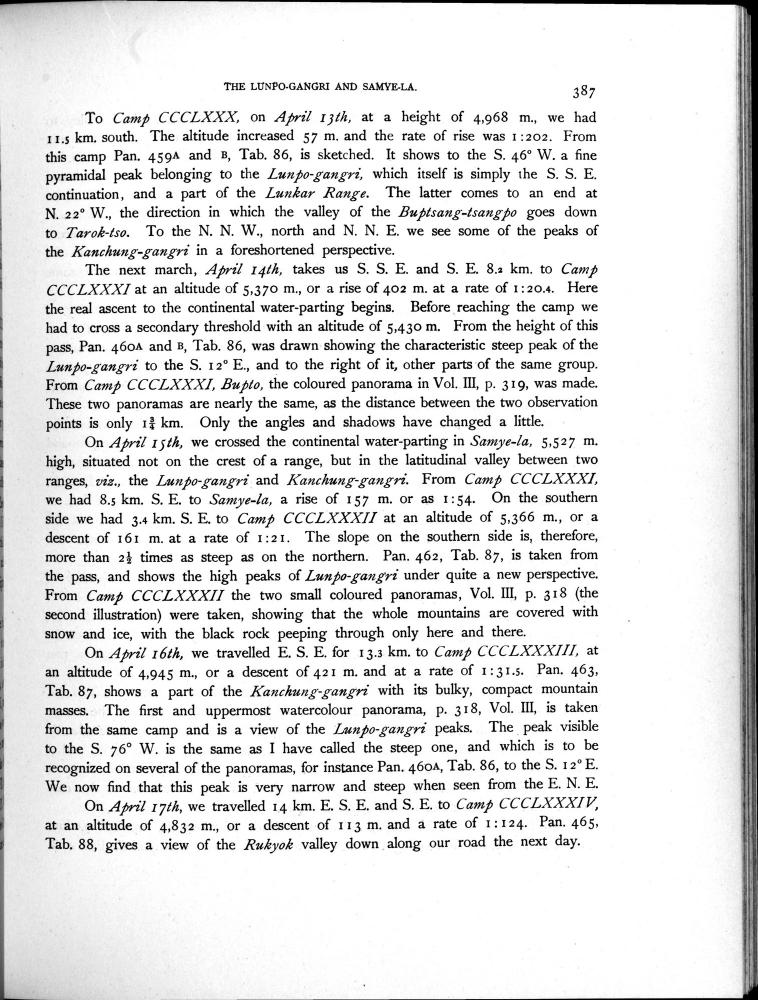 THE LUNPO-GANGRI AND SAMYE-LA.
387
To Camp CCCLXXX, on April 13th, at a height of 4,968 m., we had
11.5 km. south. The altitude increased 57 m. and the rate of rise was 1:202. From
this camp Pan. 459A and B, Tab. 86, is sketched. It shows to the S. 46° W. a fine
pyramidal peak belonging to the Lunpo-gangri, which itself is simply the S. S. E.
continuation, and a part of the Lunkar Range. The latter comes to an end at
N. 22° W., the direction in which the valley of the Buptsang-tsangpo goes down
to Tarok-tso. To the N. N. W., north and N. N. E. we see some of the peaks of
the Kanchung-gangri in a foreshortened perspective.
The next march, April 14th, takes us S. S. E. and S. E. 8.2 km. to Camp
CCCLXXXI at an altitude of 5,370 m., or a rise of 402 m. at a rate of 1:20.4. Here
the real ascent to the continental water-parting begins. Before reaching the camp we
had to cross a secondary threshold with an altitude of 5,430 m. From the height of this
pass, Pan. 460A and B, Tab. 86, was drawn showing the characteristic steep peak of the
Lunpo-gangri to the S. 12° E., and to the right of it, other parts of the same group.
From Camp CCCLXXXI, Bupto, the coloured panorama in Vol. III, p. 319, was made.
These two panoramas are nearly the same, as the distance between the two observation
points is only 1¾ km. Only the angles and shadows have changed a little.
On April 15th, we crossed the continental water-parting in Samye-la, 5,527 m.
high, situated not on the crest of a range, but in the latitudinal valley between two
ranges, viz., the Lunpo-gangri and Kanchung-gangri. From Camp CCCLXXXI,
we had 8.5 km. S. E. to Samye-la, a rise of 157 m. or as 1:54. On the southern
side we had 3.4 km. S. E. to Camp CCCLXXXII at an altitude of 5,366 m., or a
descent of 161 m. at a rate of 1:21. The slope on the southern side is, therefore,
more than 2½ times as steep as on the northern. Pan. 462, Tab. 87, is taken from
the pass, and shows the high peaks of Lunpo-gangri under quite a new perspective.
From Camp CCCLXXXII the two small coloured panoramas, Vol. III, p. 318 (the
second illustration) were taken, showing that the whole mountains are covered with
snow and ice, with the black rock peeping through only here and there.
On April 16th, we travelled E. S. E. for 13.3 km. to Camp CCCLXXXIII, at
an altitude of 4,945 m., or a descent of 421 m. and at a rate of 1:31.5. Pan. 463,
Tab. 87, shows a part of the Kanchung-gangri with its bulky, compact mountain
masses. The first and uppermost watercolour panorama, p. 318, Vol. III, is taken
from the same camp and is a view of the Lunpo-gangri peaks. The peak visible
to the S. 76° W. is the same as I have called the steep one, and which is to be
recognized on several of the panoramas, for instance Pan. 460A, Tab. 86, to the S. 12° E.
We now find that this peak is very narrow and steep when seen from the E. N. E.
On April 17th, we travelled 14 km. E. S. E. and S. E. to Camp CCCLXXXIV,
at an altitude of 4,832 m., or a descent of 113 m. and a rate of 1:124. Pan. 465,
Tab. 88, gives a view of the Rukyok valley down along our road the next day.